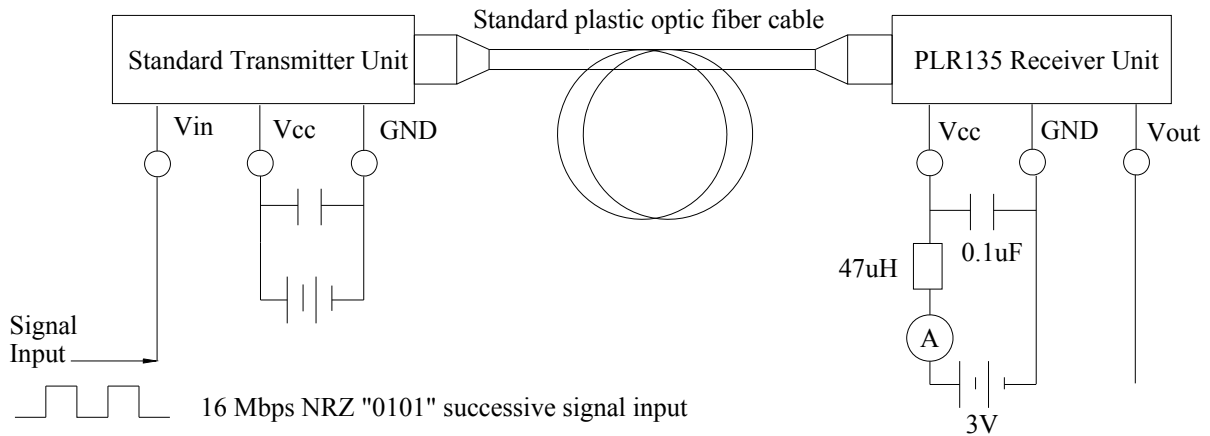 Standard plastic optic fiber cable
Standard Transmitter Unit
PLR135 Receiver Unit
Vin
Vcc
GND
Vcc
GND
Vout
0.1uF
47uH
A
Signal
Input
16 Mbps NRZ "0101" successive signal input
3V